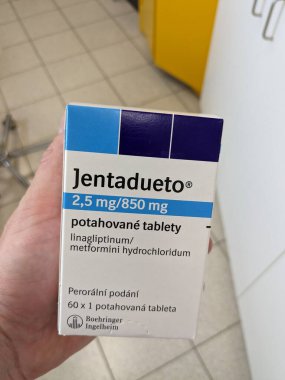 Jentadueto®
2,5 mg/850 mg
potahované tablety
linagliptinum/
metformini hydrochloridum
Perorální podání
60 x 1 potahovaná tableta
Boehringer
Ingelheim